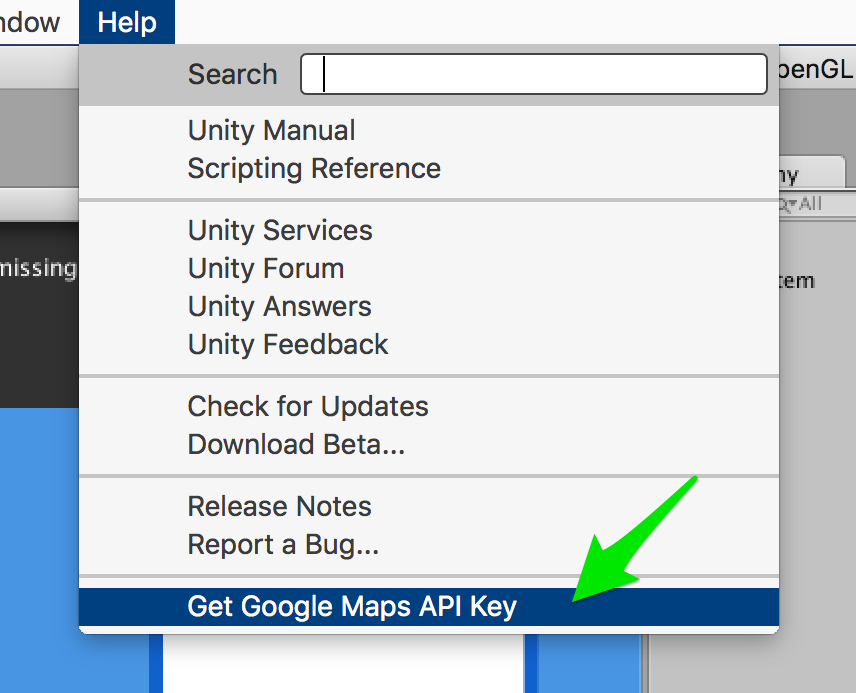 ndow Help
Search
penGL
Unity Manual
Scripting Reference
ny
All
Unity Services
Unity Forum
missing
Unity Answers
tem
Unity Feedback
Check for Updates
Download Beta...
Release Notes
Report a Bug...
Get Google Maps API Key